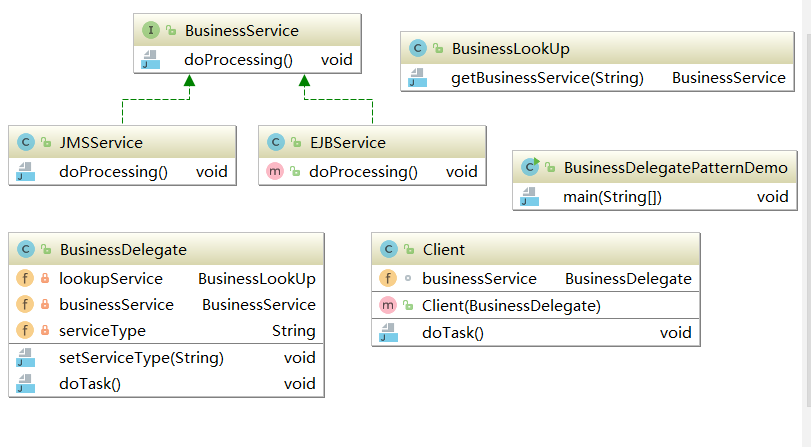 BusinessService
doProcessing() void
BusinessLookUp
getBusinessService(String) BusinessService
JMSService
doProcessing() void
EJBService
doProcessing() void
BusinessDelegatePatternDemo
main(String[]) void
BusinessDelegate
lookupService BusinessLookUp
businessService BusinessService
serviceType String
setServiceType(String) void
doTask() void
Client
businessService BusinessDelegate
Client(BusinessDelegate)
doTask() void